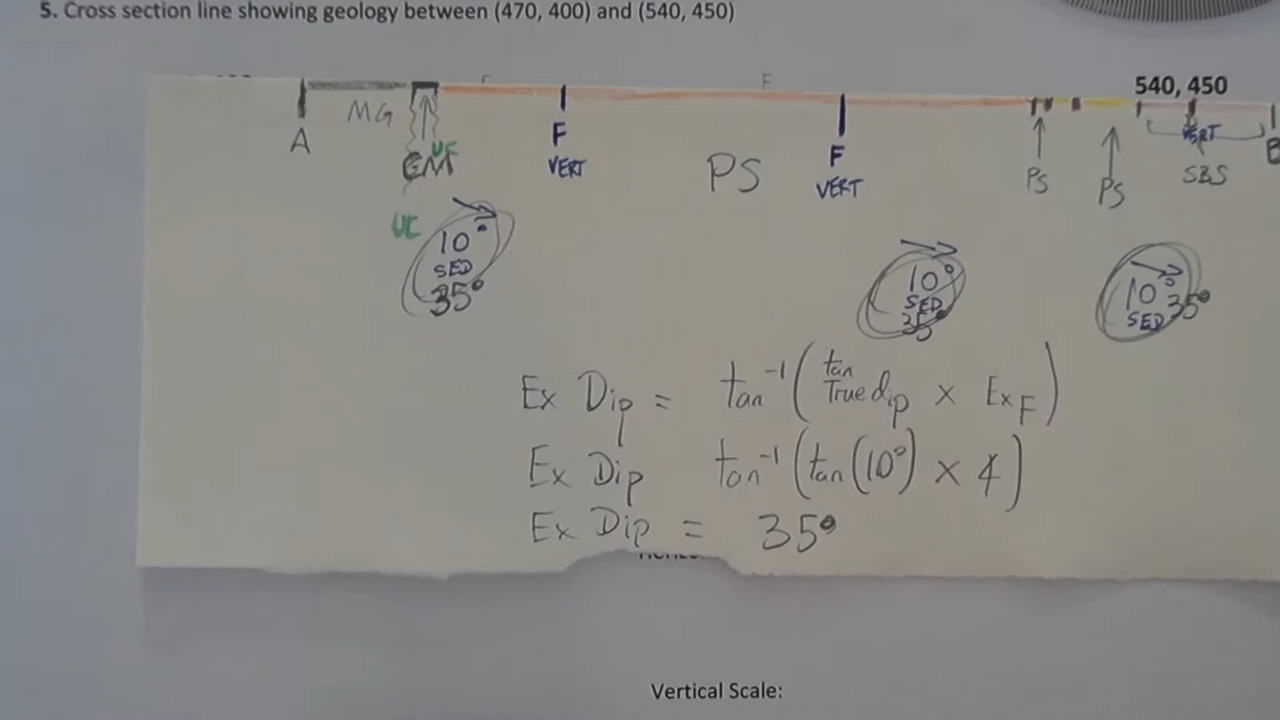 5. Cross section line showing geology between (470, 400) and (540, 450)
F F
540, 450
A MG GM UC F VERT PS F VERT PS PS VERT SBS B
UC 10° SED 35°
10° SED 35°
10° SED 35°
Ex Dip = tan⁻¹ (tan True dip × Ex F)
Ex Dip tan⁻¹ (tan (10°) × 4)
Ex Dip = 35°
Vertical Scale: